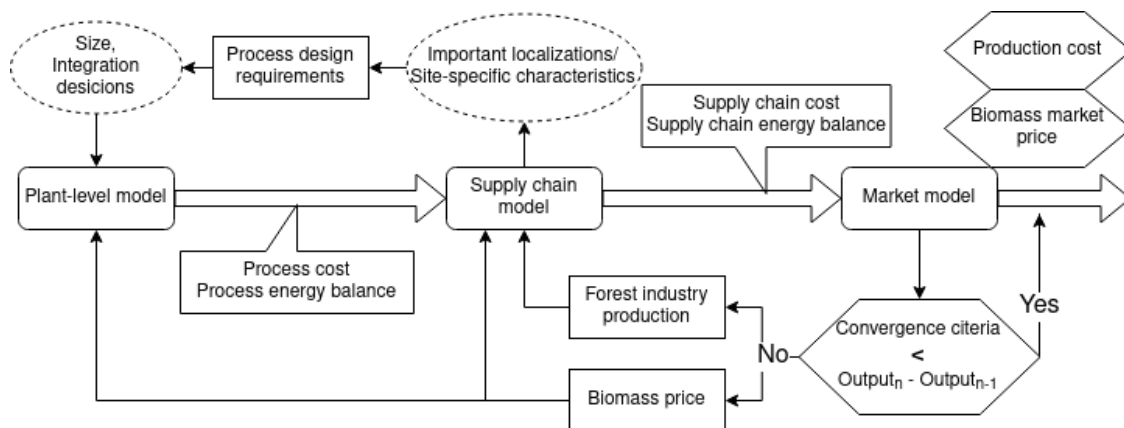 Size,
Integration
desicions
Process design
requirements
Important localizations/
Site-specific characteristics
Production cost
Supply chain cost
Supply chain energy balance
Biomass market
price
Plant-level model
Supply chain
model
Market model
Process cost
Process energy balance
Forest industry
production
Yes
No
Convergence citeria
<
Outputn - Outputn-1
Biomass price